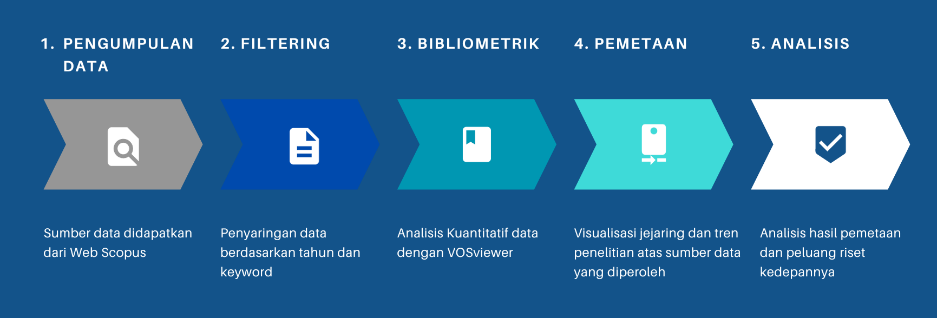 1. PENGUMPULAN
DATA
2. FILTERING
3. BIBLIOMETRIK
4. PEMETAAN
5. ANALISIS
Sumber data didapatkan
dari Web Scopus
Penyaringan data
berdasarkan tahun dan
keyword
Analisis Kuantitatif data
dengan VOSviewer
Visualisasi jejaring dan tren
penelitian atas sumber data
yang diperoleh
Analisis hasil pemetaan
dan peluang riset
kedepannya